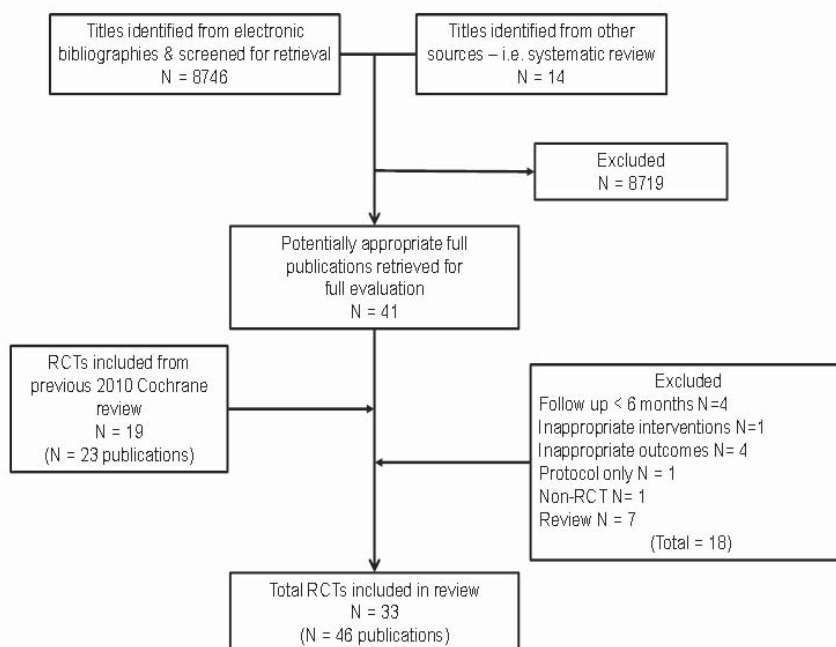 Titles identified from electronic
bibliographies & screened for retrieval
N = 8746
Titles identified from other
sources – i.e. systematic review
N = 14
Excluded
N = 8719
Potentially appropriate full
publications retrieved for
full evaluation
N = 41
RCTs included from
previous 2010 Cochrane
review
N = 19
(N = 23 publications)
Excluded
Follow up < 6 months N=4
Inappropriate interventions N=1
Inappropriate outcomes N= 4
Protocol only N = 1
Non-RCT N= 1
Review N = 7
(Total = 18)
Total RCTs included in review
N = 33
(N = 46 publications)